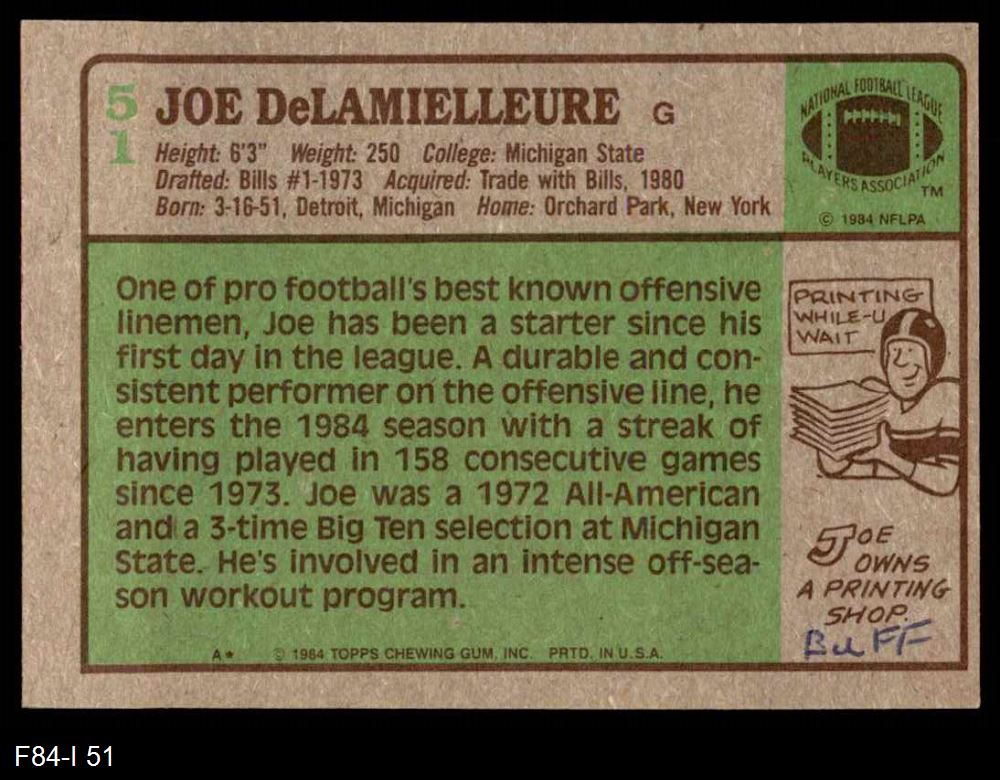 5
1
JOE DeLAMIELLEURE G
Height: 6'3" Weight: 250 College: Michigan State
Drafted: Bills #1-1973 Acquired: Trade with Bills, 1980
Born: 3-16-51, Detroit, Michigan Home: Orchard Park, New York
NATIONAL FOOTBALL LEAGUE
PLAYERS ASSOCIATION
TM
© 1984 NFLPA
One of pro football's best known offensive
linemen, Joe has been a starter since his
first day in the league. A durable and con-
sistent performer on the offensive line, he
enters the 1984 season with a streak of
having played in 158 consecutive games
since 1973. Joe was a 1972 All-American
and a 3-time Big Ten selection at Michigan
State. He's involved in an intense off-sea-
son workout program.
PRINTING
WHILE-U
WAIT
JOE
OWNS
A PRINTING
SHOP.
BuFF
A* © 1984 TOPPS CHEWING GUM, INC. PRTD. IN U.S.A.
F84-I 51